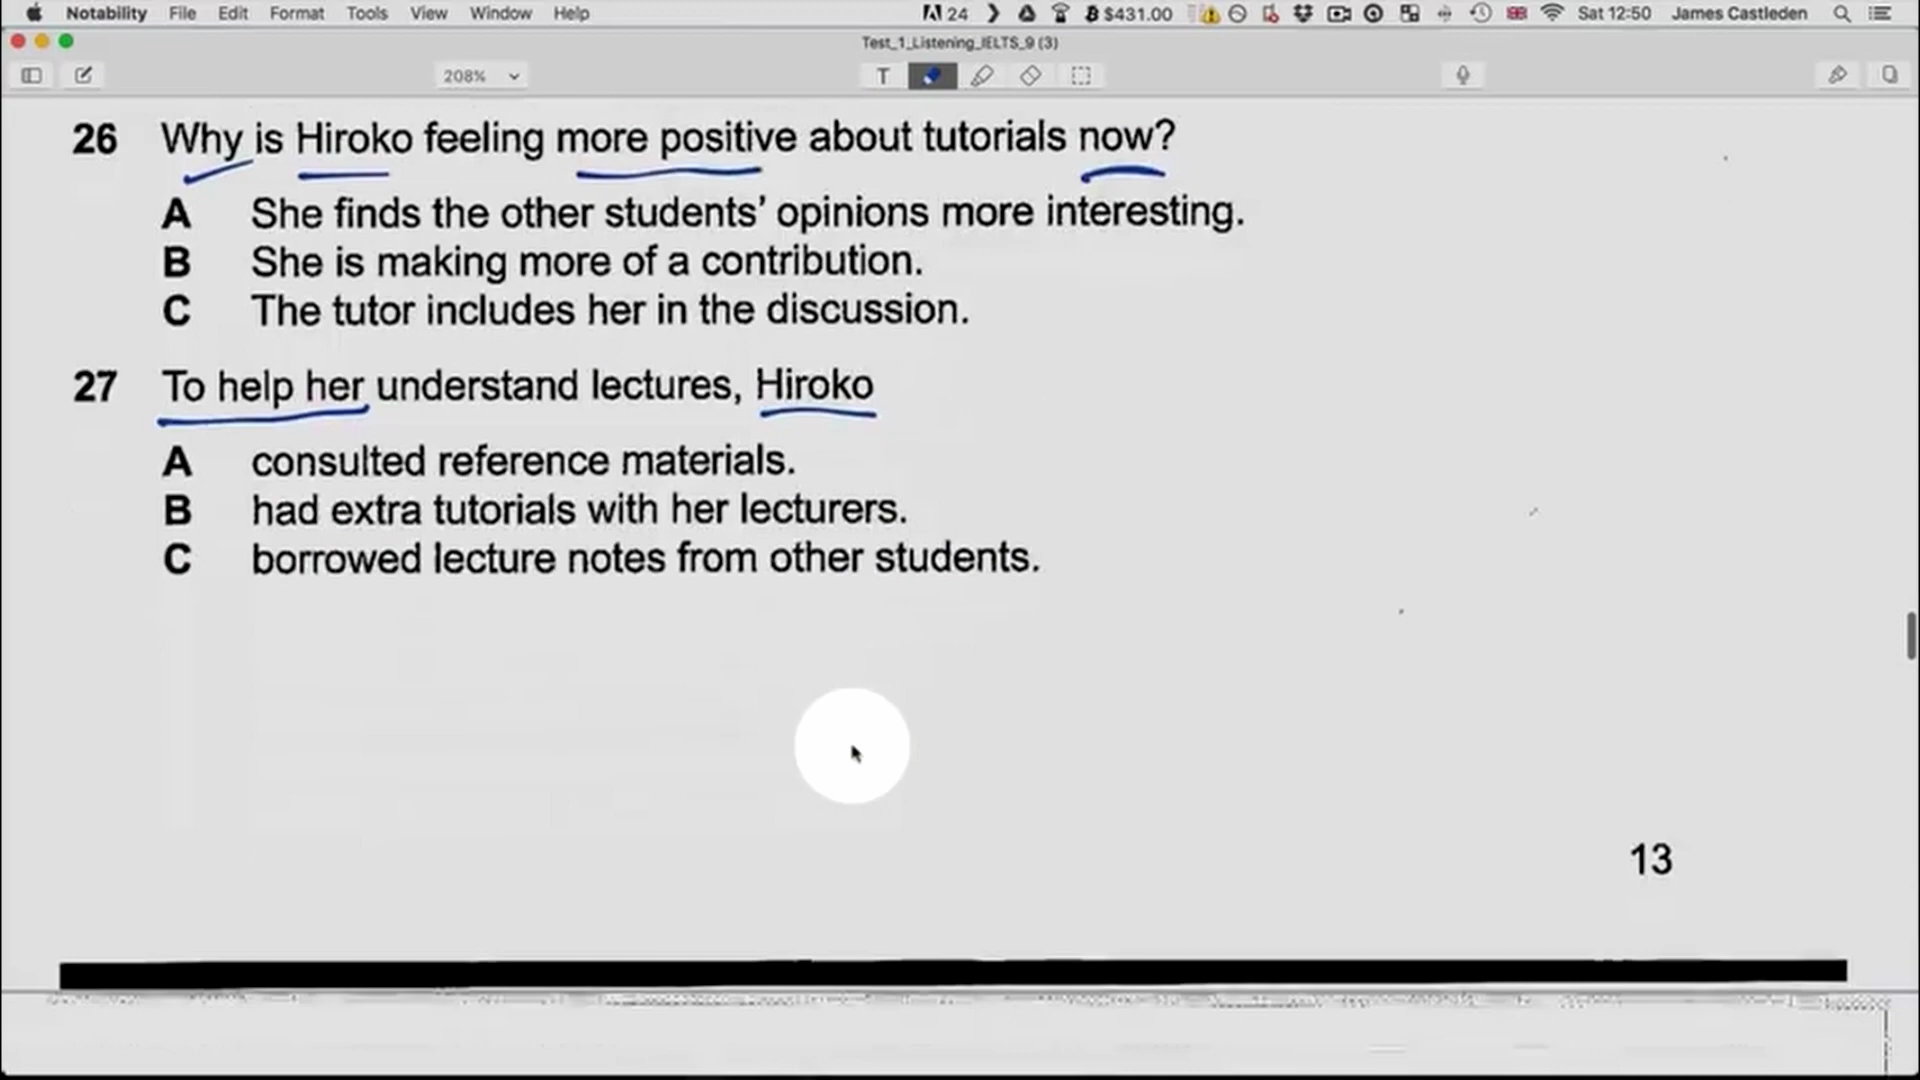 Notability File Edit Format Tools View Window Help 24 $431.00 Sat 12:50 James Castleden
Test_1_Listening_IELTS_9 (3)
208% T
26 Why is Hiroko feeling more positive about tutorials now?
A She finds the other students' opinions more interesting.
B She is making more of a contribution.
C The tutor includes her in the discussion.
27 To help her understand lectures, Hiroko
A consulted reference materials.
B had extra tutorials with her lecturers.
C borrowed lecture notes from other students.
13